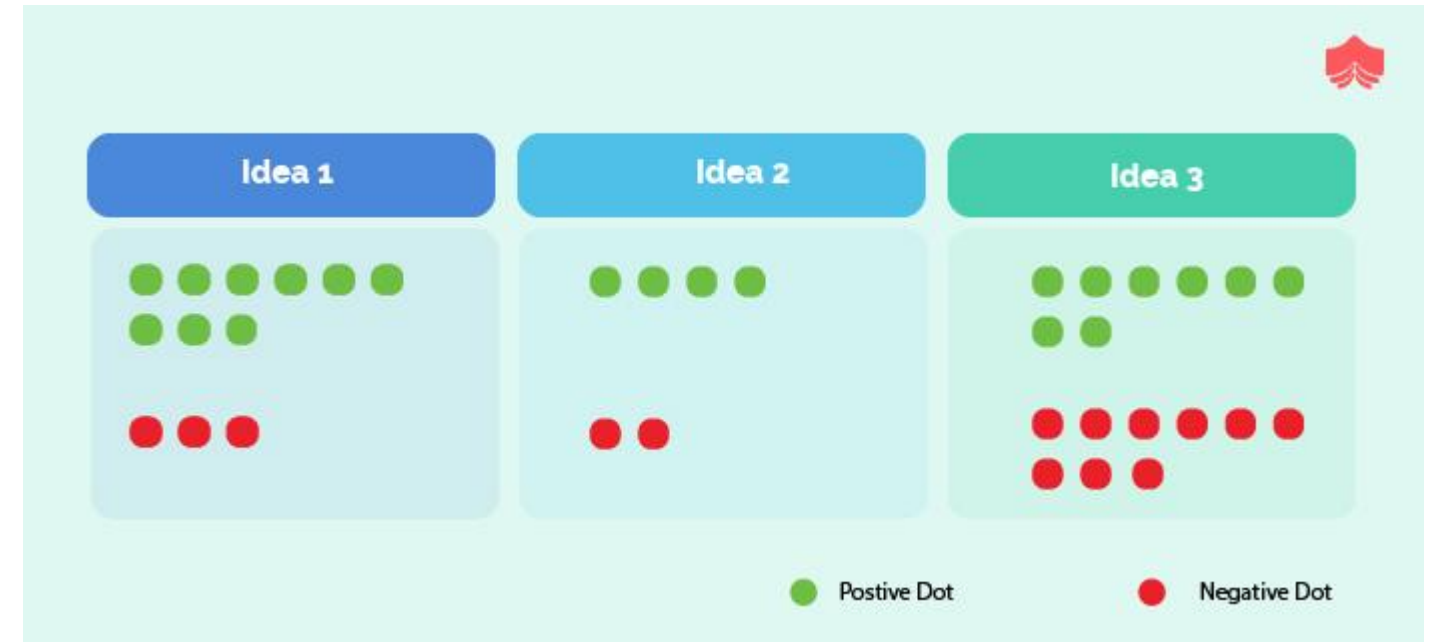 Idea 1
Idea 2
Idea 3
Postive Dot
Negative Dot